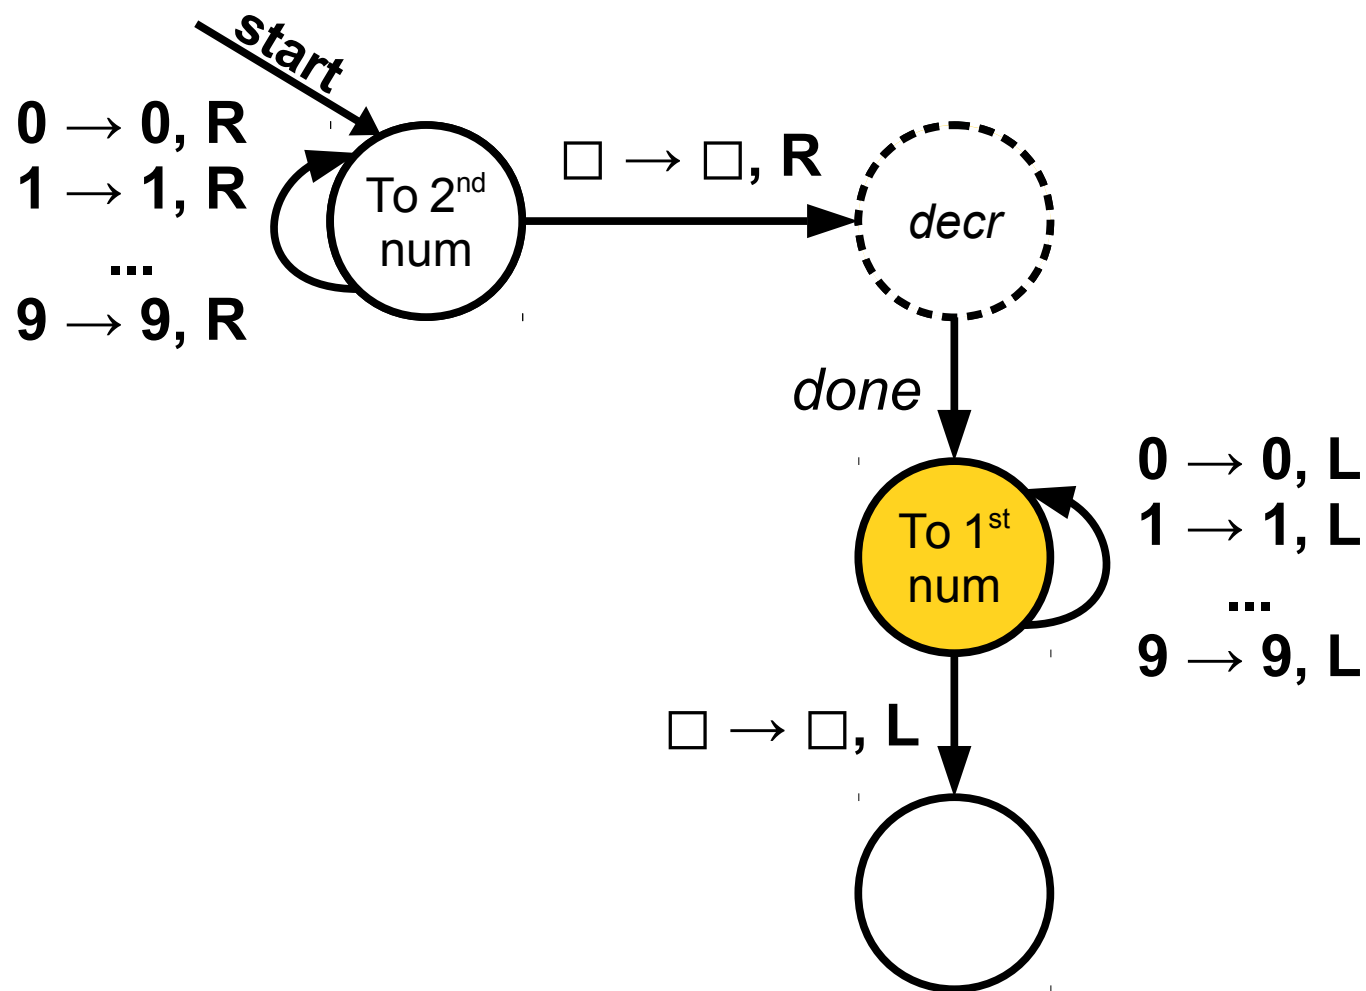 start
0 → 0, R
1 → 1, R
...
9 → 9, R
To 2nd
num
□ → □, R
decr
done
To 1st
num
0 → 0, L
1 → 1, L
...
9 → 9, L
□ → □, L